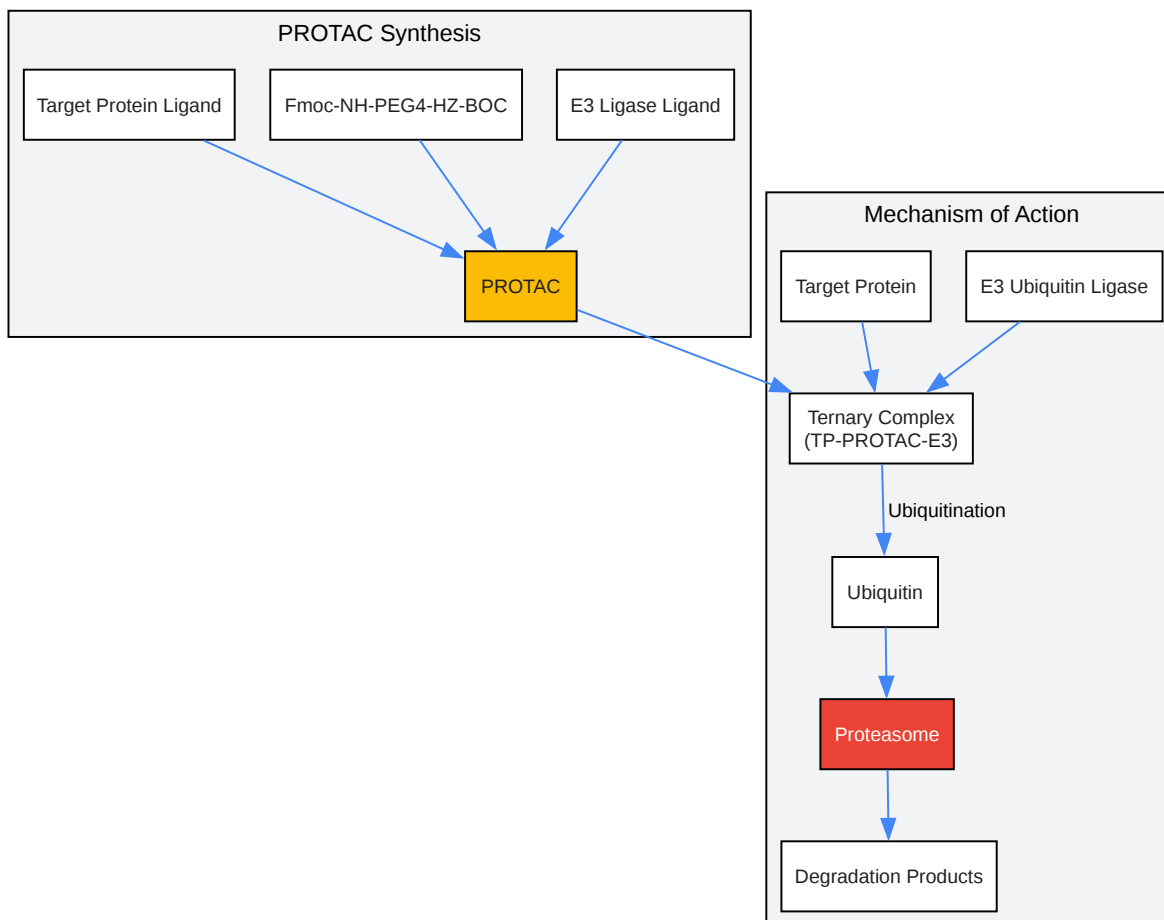 PROTAC Synthesis
Target Protein Ligand
Fmoc-NH-PEG4-HZ-BOC
E3 Ligase Ligand
PROTAC
Mechanism of Action
Target Protein
E3 Ubiquitin Ligase
Ternary Complex
(TP-PROTAC-E3)
Ubiquitination
Ubiquitin
Proteasome
Degradation Products